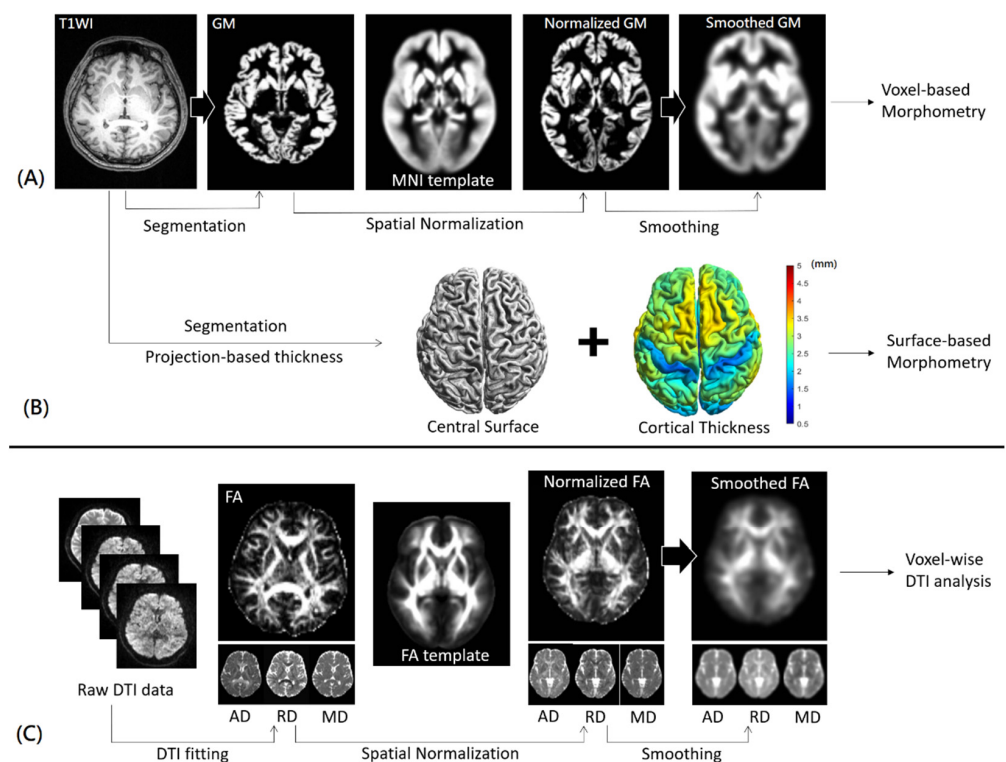 T1WI
GM
Normalized GM
Smoothed GM
MNI template
Voxel-based
Morphometry
(A)
Segmentation
Spatial Normalization
Smoothing
(mm)
5
4.5
4
3.5
3
2.5
2
1.5
1
0.5
Segmentation
Projection-based thickness
Surface-based
Morphometry
(B)
Central Surface
+
Cortical Thickness
FA
Normalized FA
Smoothed FA
Voxel-wise
DTI analysis
FA template
Raw DTI data
AD RD MD
AD RD MD
AD RD MD
(C)
DTI fitting
Spatial Normalization
Smoothing